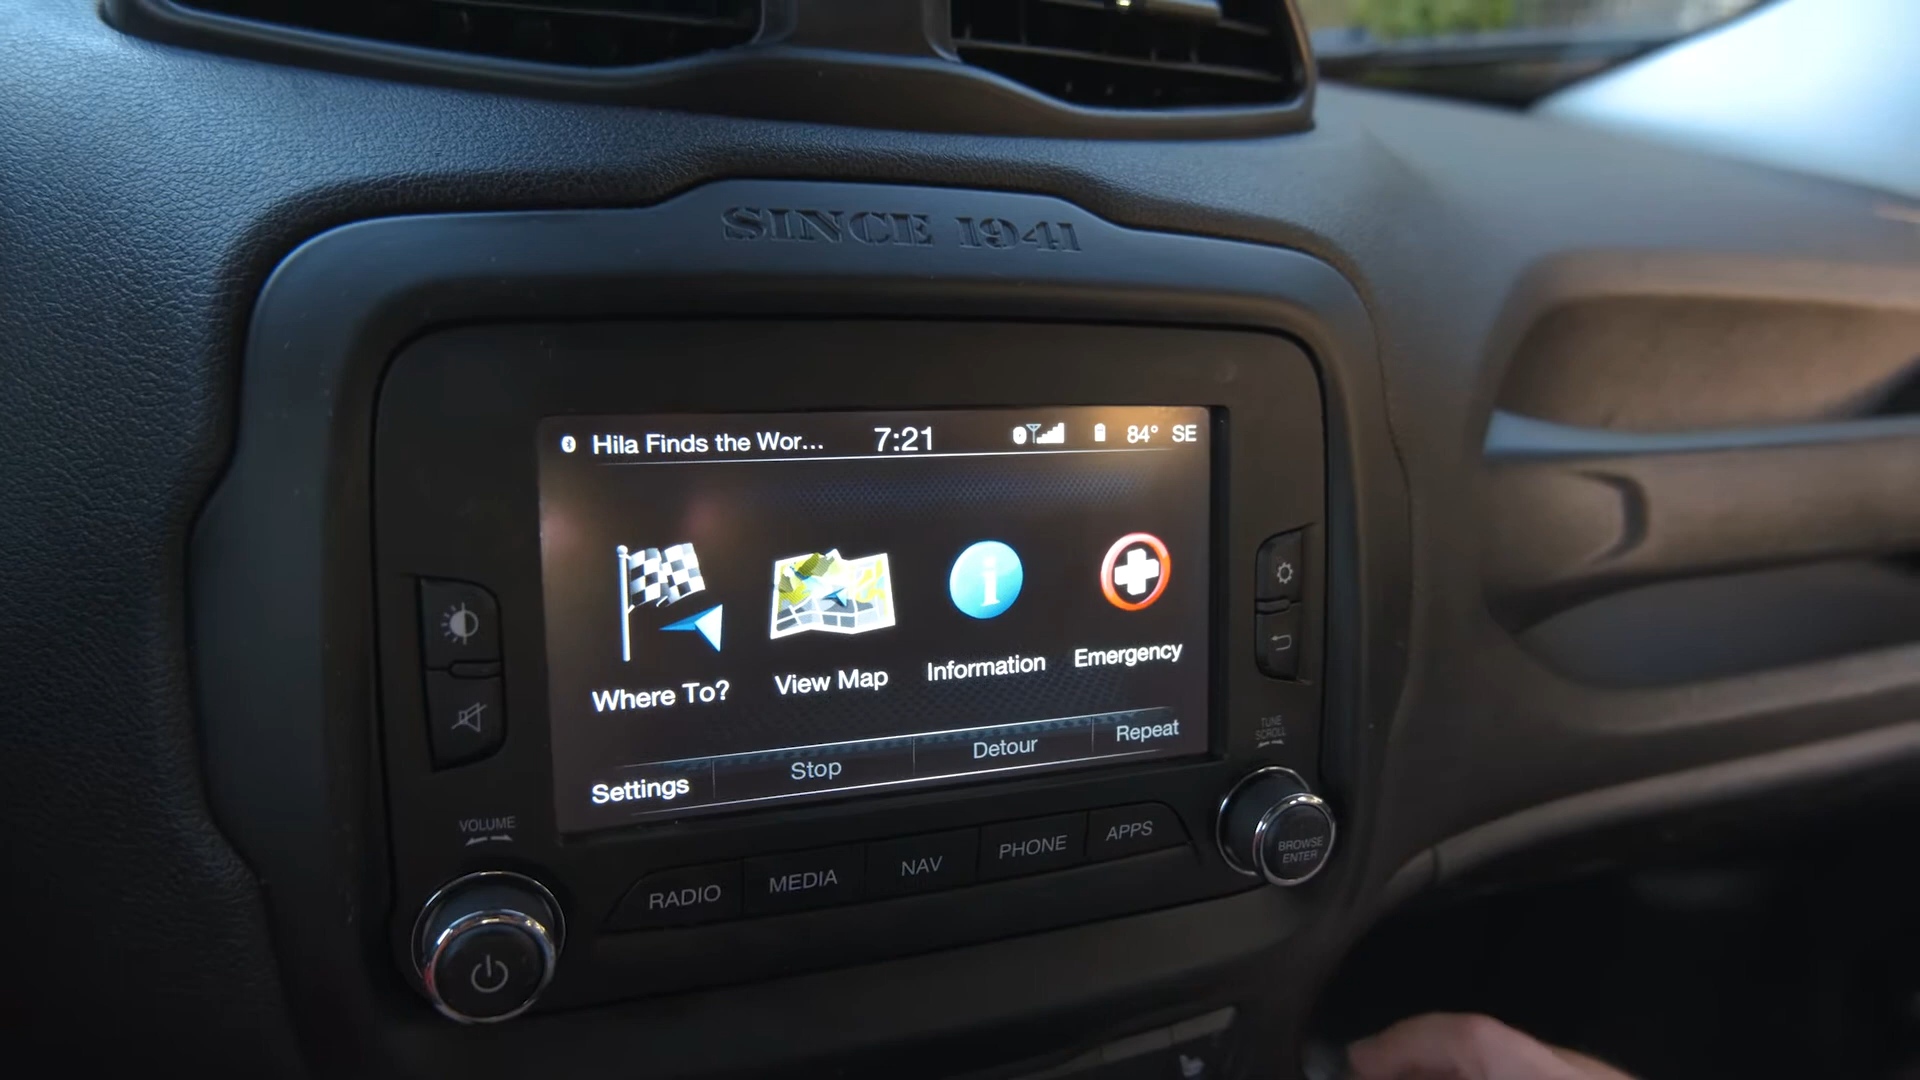 SINCE 1941
Hila Finds the Wor... 7:21 84° SE
Where To? View Map Information Emergency
Settings Stop Detour Repeat
VOLUME
TUNE
SCROLL
RADIO MEDIA NAV PHONE APPS
BROWSE
ENTER